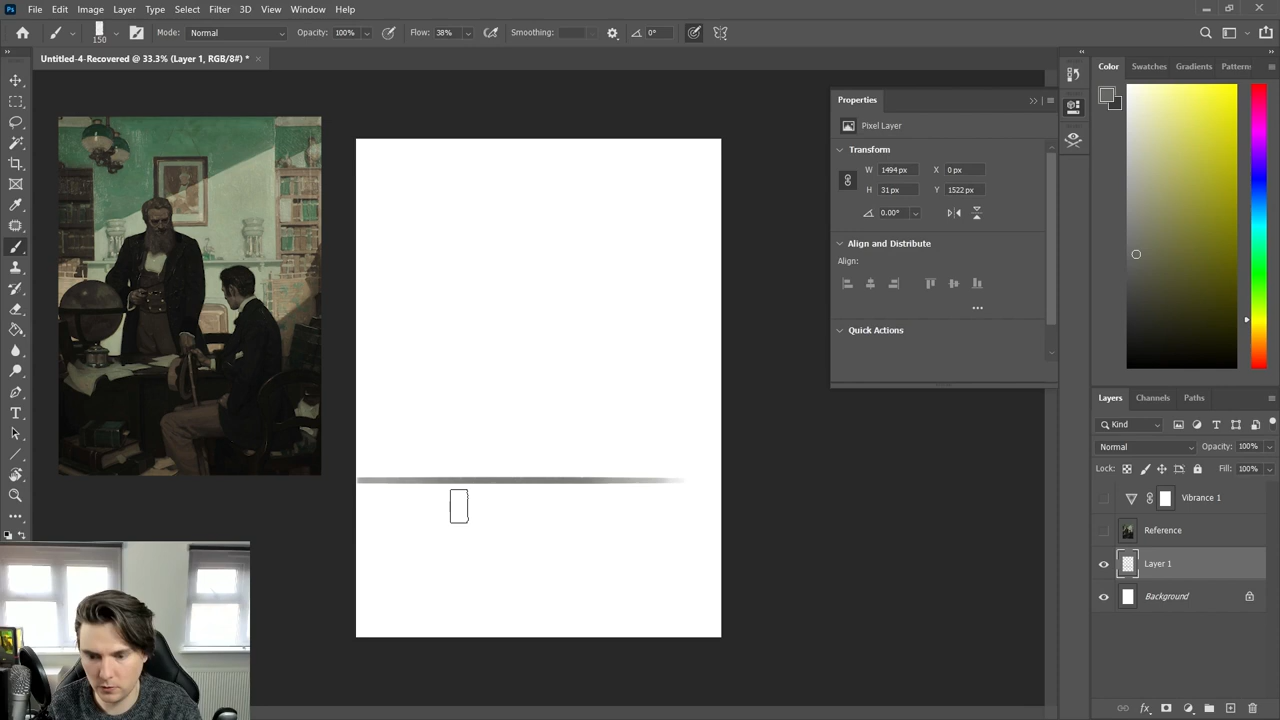 Ps File Edit Image Layer Type Select Filter 3D View Window Help
150 Mode: Normal Opacity: 100% Flow: 38% Smoothing: 0°
Untitled-4-Recovered @ 33.3% (Layer 1, RGB/8#) * ×
Color Swatches Gradients Pattern
Properties
Pixel Layer
Transform
W 1494 px X 0 px
H 31 px Y 1522 px
0.00°
Align and Distribute
Align:
Quick Actions
Layers Channels Paths
Kind
Normal Opacity: 100%
Lock: Fill: 100%
Vibrance 1
Reference
Layer 1
Background
fx